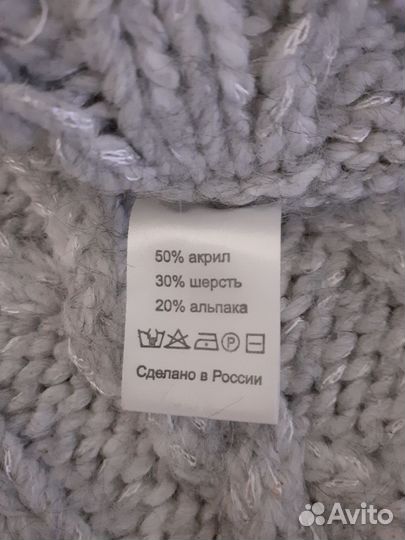 50% акрил
30% шерсть
20% альпака
P
Сделано в России
Avito